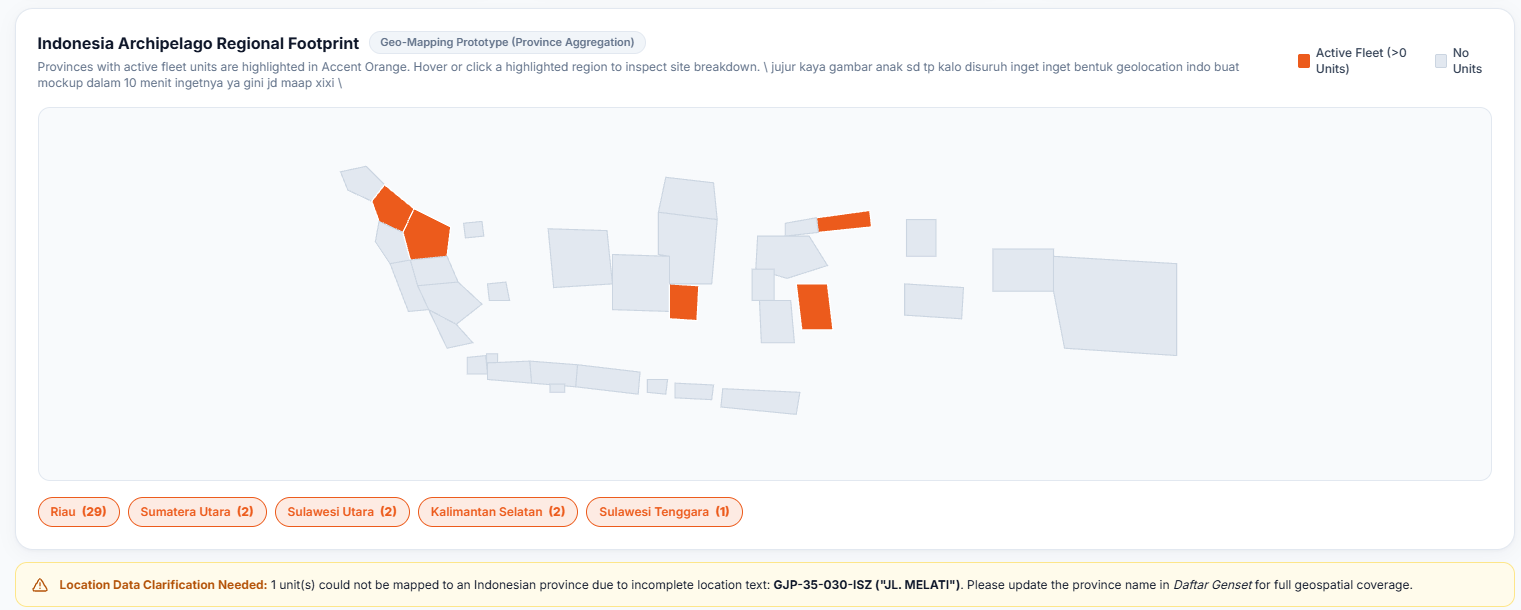 Indonesia Archipelago Regional Footprint
Geo-Mapping Prototype (Province Aggregation)
Provinces with active fleet units are highlighted in Accent Orange. Hover or click a highlighted region to inspect site breakdown. \ jujur kaya gambar anak sd tp kalo disuruh inget inget bentuk geolocation indo buat
mockup dalam 10 menit ingetnya ya gini jd maap xixi \
Active Fleet (>0
Units)
No
Units
Riau (29)
Sumatera Utara (2)
Sulawesi Utara (2)
Kalimantan Selatan (2)
Sulawesi Tenggara (1)
Location Data Clarification Needed: 1 unit(s) could not be mapped to an Indonesian province due to incomplete location text: GJP-35-030-ISZ ("JL. MELATI"). Please update the province name in Daftar Genset for full geospatial coverage.